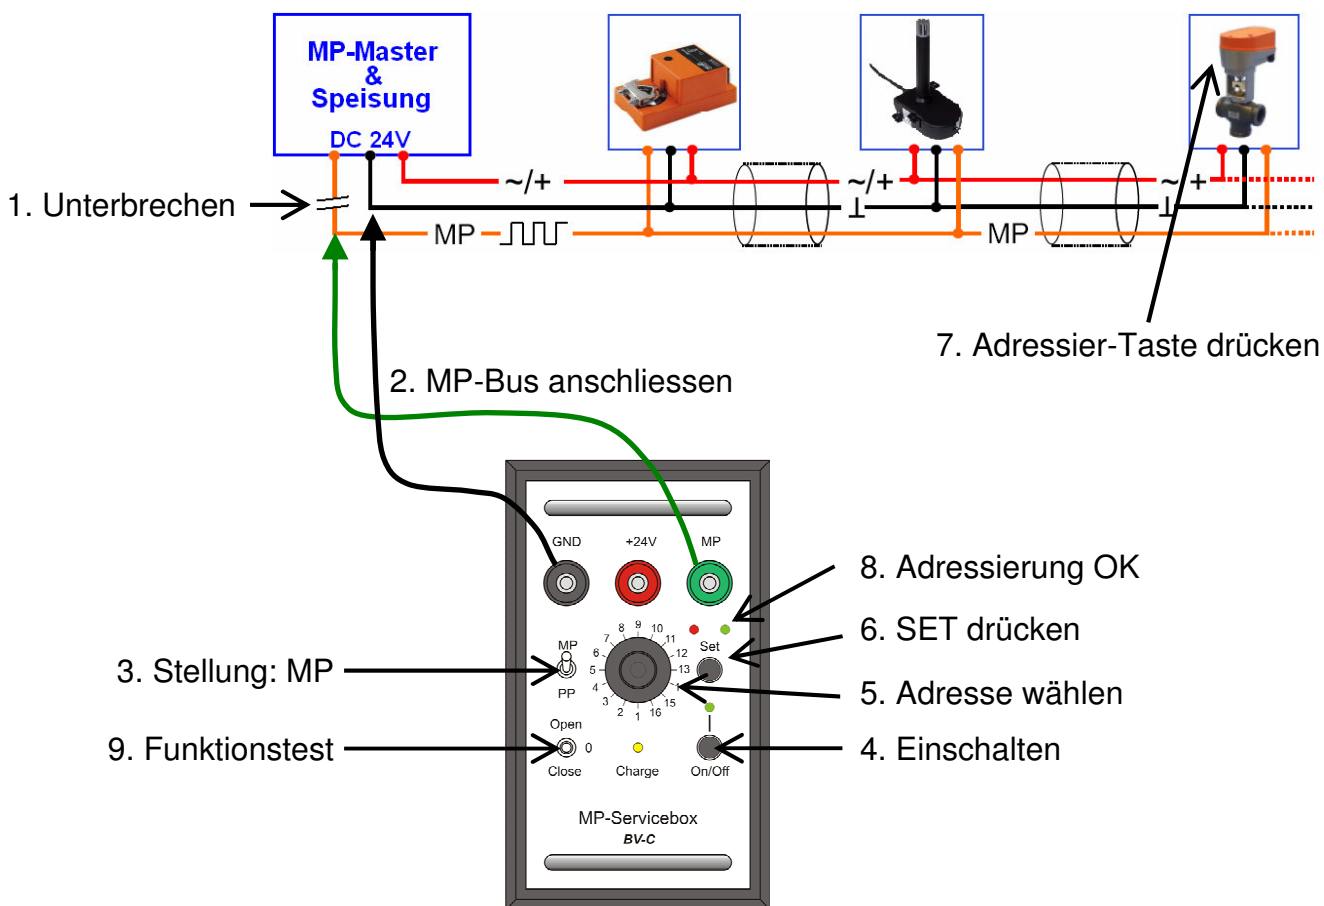 MP-Master
&
Speisung
DC 24V
~/+
~/+
~ +
⊥
⊥
MP
MP
1. Unterbrechen
7. Adressier-Taste drücken
2. MP-Bus anschliessen
GND +24V MP
8. Adressierung OK
6. SET drücken
3. Stellung: MP
5. Adresse wählen
9. Funktionstest
4. Einschalten
MP
PP
1 2 3 4 5 6 7 8 9 10 11 12 13 1 15 16
Set
Open
0
Close
Charge
On/Off
MP-Servicebox
BV-C